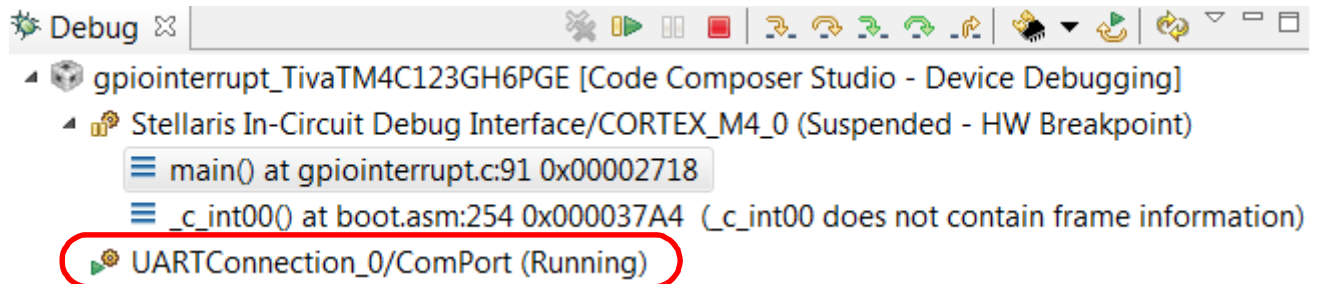 Debug
gpiointerrupt_TivaTM4C123GH6PGE [Code Composer Studio - Device Debugging]
Stellaris In-Circuit Debug Interface/CORTEX_M4_0 (Suspended - HW Breakpoint)
main() at gpiointerrupt.c:91 0x00002718
_c_int00() at boot.asm:254 0x000037A4 (_c_int00 does not contain frame information)
UARTConnection_0/ComPort (Running)